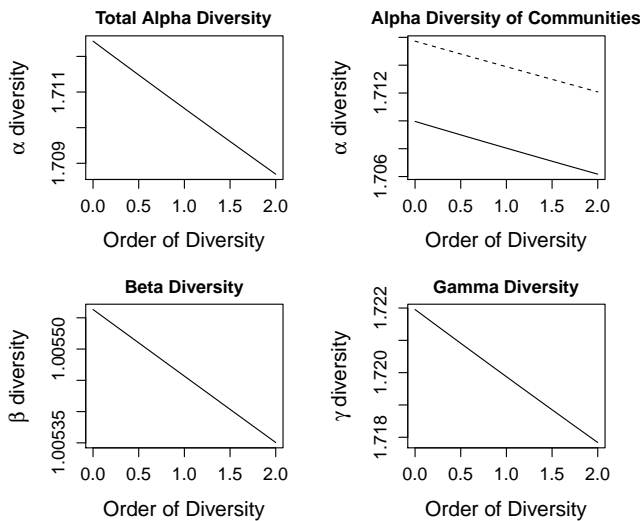 Total Alpha Diversity
α diversity
1.709
1.711
0.0 0.5 1.0 1.5 2.0
Order of Diversity
Alpha Diversity of Communities
α diversity
1.706
1.712
0.0 0.5 1.0 1.5 2.0
Order of Diversity
Beta Diversity
β diversity
1.00535
1.00550
0.0 0.5 1.0 1.5 2.0
Order of Diversity
Gamma Diversity
γ diversity
1.718
1.720
1.722
0.0 0.5 1.0 1.5 2.0
Order of Diversity